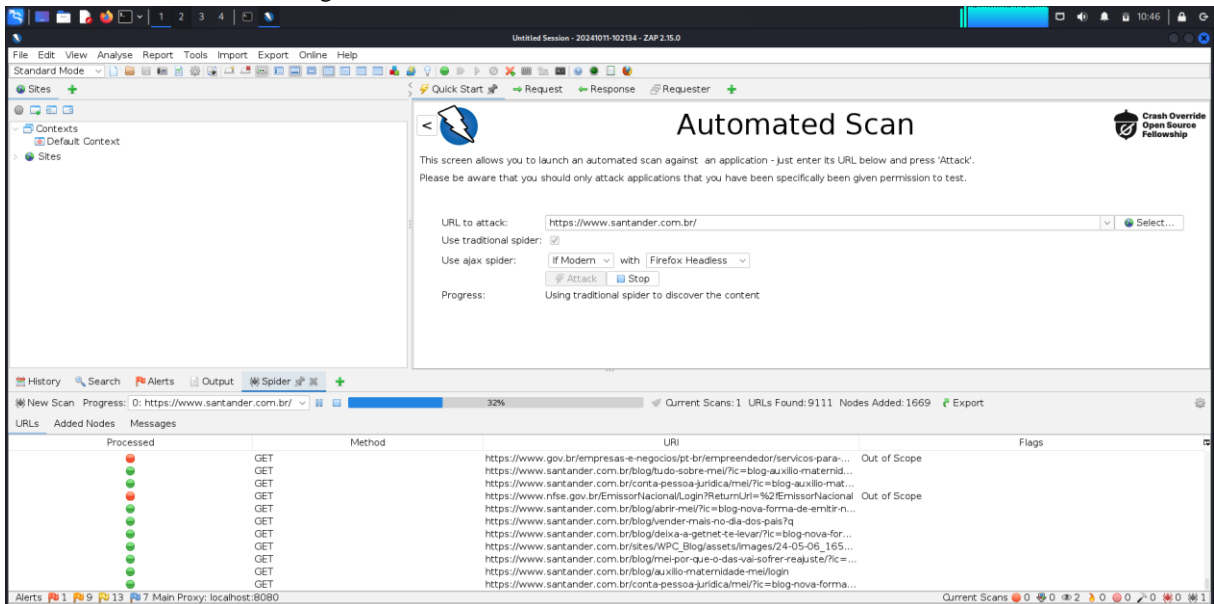 1 2 3 4
10:46
Untitled Session - 20241011-102134 - ZAP 2.15.0
File Edit View Analyse Report Tools Import Export Online Help
Standard Mode
Sites
Quick Start Request Response Requester
Contexts
Default Context
Sites
<
Automated Scan
Crash Override
Open Source
Fellowship
This screen allows you to launch an automated scan against an application - just enter its URL below and press 'Attack'.
Please be aware that you should only attack applications that you have been specifically been given permission to test.
URL to attack: https://www.santander.com.br/ Select...
Use traditional spider:
Use ajax spider: If Modern with Firefox Headless
Attack Stop
Progress: Using traditional spider to discover the content
History Search Alerts Output Spider
New Scan Progress: 0: https://www.santander.com.br/ 32% Current Scans: 1 URLs Found: 9111 Nodes Added: 1669 Export
URLs Added Nodes Messages
Processed Method URI Flags
GET https://www.gov.br/empresas-e-negocios/pt-br/empreendedor/servicos-para-... Out of Scope
GET https://www.santander.com.br/blog/tudo-sobre-mei/?ic=blog-auxilio-maternid...
GET https://www.santander.com.br/conta-pessoa-juridica/mei/?ic=blog-auxilio-mat...
GET https://www.nfse.gov.br/EmissorNacional/Login?ReturnUrl=%2fEmissorNacional Out of Scope
GET https://www.santander.com.br/blog/abrir-mei/?ic=blog-nova-forma-de-emitir-n...
GET https://www.santander.com.br/blog/vender-mais-no-dia-dos-pais?q
GET https://www.santander.com.br/blog/deixa-a-getnet-te-levar/?ic=blog-nova-for...
GET https://www.santander.com.br/sites/WPC_Blog/assets/images/24-05-06_165...
GET https://www.santander.com.br/blog/mei-por-que-o-das-vai-sofrer-reajuste/?ic=...
GET https://www.santander.com.br/blog/auxilio-maternidade-mei/login
GET https://www.santander.com.br/conta-pessoa-juridica/mei/?ic=blog-nova-forma...
Alerts 1 9 13 7 Main Proxy: localhost:8080 Current Scans 0 0 2 0 0 0 0 1